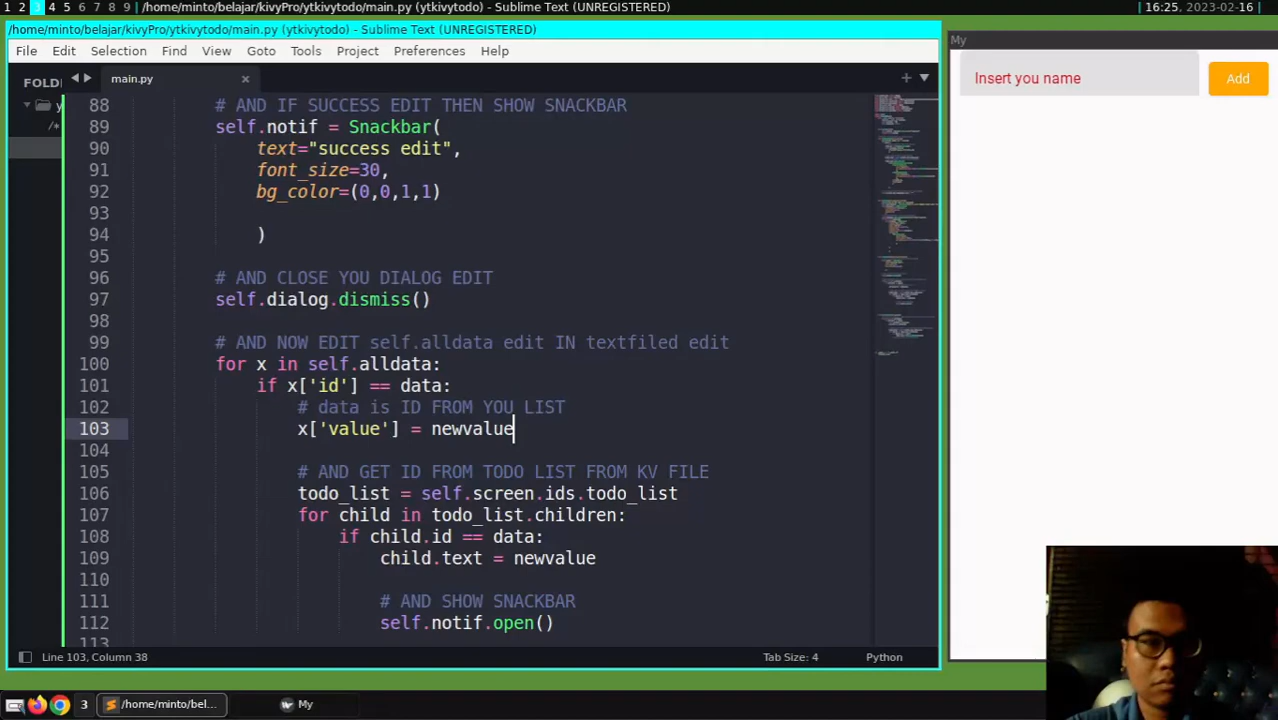 1 2 3 4 5 6 7 8 9 /home/minto/belajar/kivyPro/ytkivytodo/main.py (ytkivytodo) - Sublime Text (UNREGISTERED) 16:25, 2023-02-16
/home/minto/belajar/kivyPro/ytkivytodo/main.py (ytkivytodo) - Sublime Text (UNREGISTERED)
File Edit Selection Find View Goto Tools Project Preferences Help
FOLD
y
/*
main.py
88 # AND IF SUCCESS EDIT THEN SHOW SNACKBAR
89 self.notif = Snackbar(
90 text="success edit",
91 font_size=30,
92 bg_color=(0,0,1,1)
93
94 )
95
96 # AND CLOSE YOU DIALOG EDIT
97 self.dialog.dismiss()
98
99 # AND NOW EDIT self.alldata edit IN textfiled edit
100 for x in self.alldata:
101 if x['id'] == data:
102 # data is ID FROM YOU LIST
103 x['value'] = newvalue
104
105 # AND GET ID FROM TODO LIST FROM KV FILE
106 todo_list = self.screen.ids.todo_list
107 for child in todo_list.children:
108 if child.id == data:
109 child.text = newvalue
110
111 # AND SHOW SNACKBAR
112 self.notif.open()
113
Line 103, Column 38 Tab Size: 4 Python
My
Insert you name
Add
3 /home/minto/bel... My